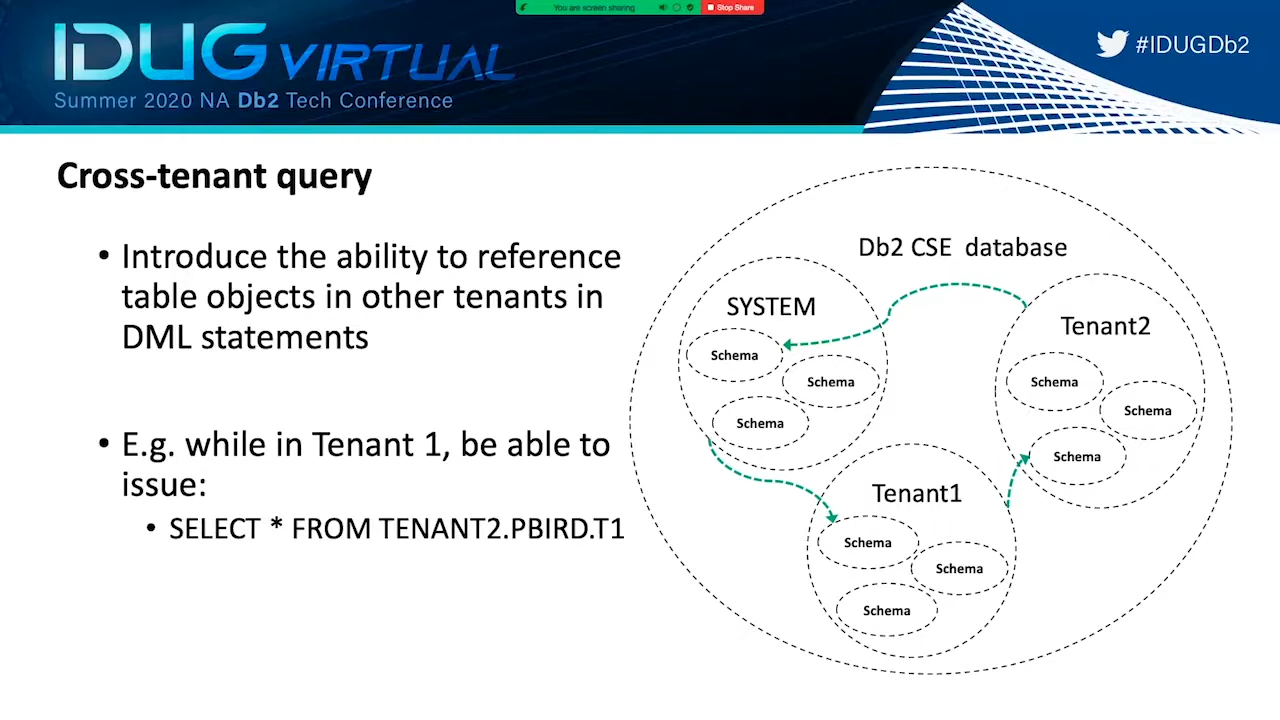 You are screen sharing
Stop Share
IDUG VIRTUAL
Summer 2020 NA Db2 Tech Conference
#IDUGDb2
Cross-tenant query
• Introduce the ability to reference
table objects in other tenants in
DML statements
• E.g. while in Tenant 1, be able to
issue:
• SELECT * FROM TENANT2.PBIRD.T1
Db2 CSE database
SYSTEM
Schema
Schema
Schema
Tenant2
Schema
Schema
Schema
Tenant1
Schema
Schema
Schema